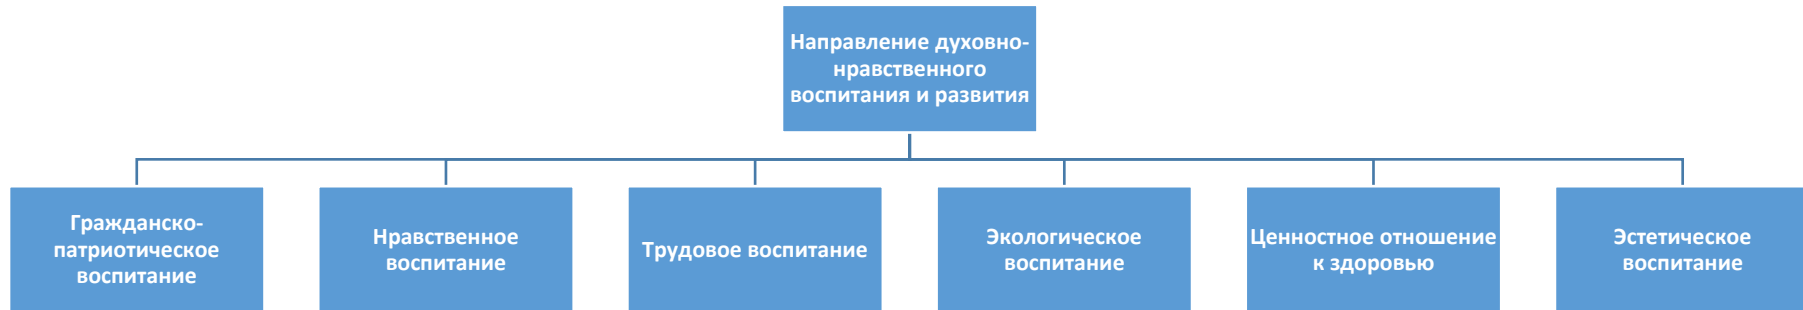 Направление духовно-
нравственного
воспитания и развития
Гражданско-
патриотическое
воспитание
Нравственное
воспитание
Трудовое воспитание
Экологическое
воспитание
Ценностное отношение
к здоровью
Эстетическое
воспитание